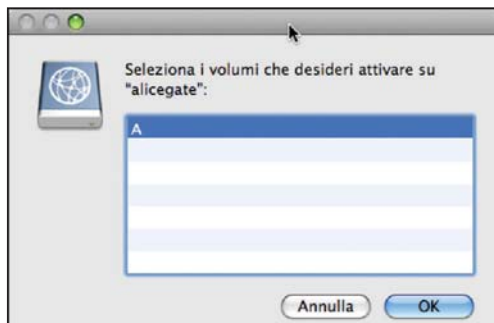 Seleziona i volumi che desideri attivare su
"alicegate":
A
Annulla
OK